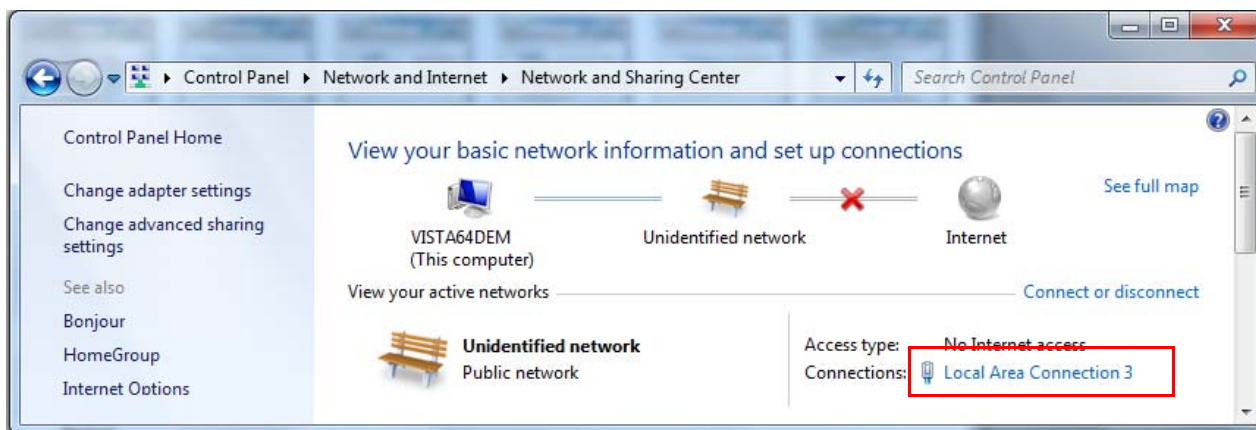 Control Panel ▸ Network and Internet ▸ Network and Sharing Center
Search Control Panel
Control Panel Home
Change adapter settings
Change advanced sharing
settings
See also
Bonjour
HomeGroup
Internet Options
View your basic network information and set up connections
See full map
VISTA64DEM
(This computer)
Unidentified network
Internet
View your active networks
Connect or disconnect
Unidentified network
Public network
Access type: No Internet access
Connections: Local Area Connection 3